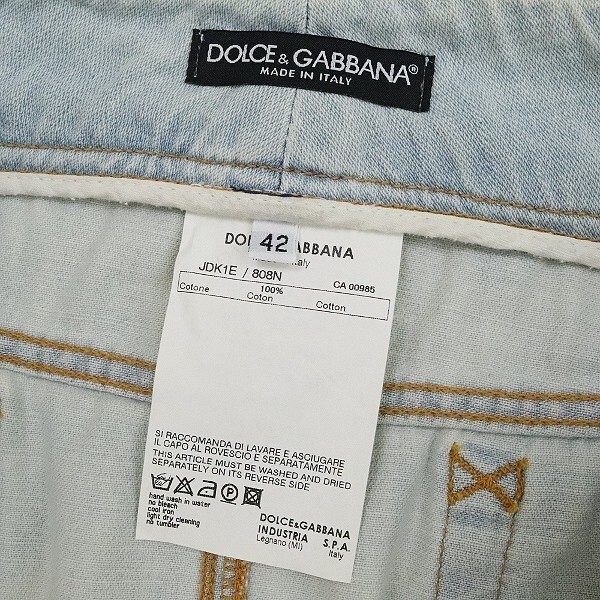 DOLCE & GABBANA®
MADE IN ITALY
42
ABBANA
JDK1E / 808N
CA 00985
Cotone 100% Coton Cotton
SI RACCOMANDA DI LAVARE E ASCIUGARE
IL CAPO AL ROVESCIO E SEPARATAMENTE
THIS ARTICLE MUST BE WASHED AND DRIED
SEPARATELY ON ITS REVERSE SIDE
hand wash in water
no bleach
cool iron
light dry cleaning
no tumbler
DOLCE&GABBANA
INDUSTRIA S.P.A.
Legnano (MI) Italy